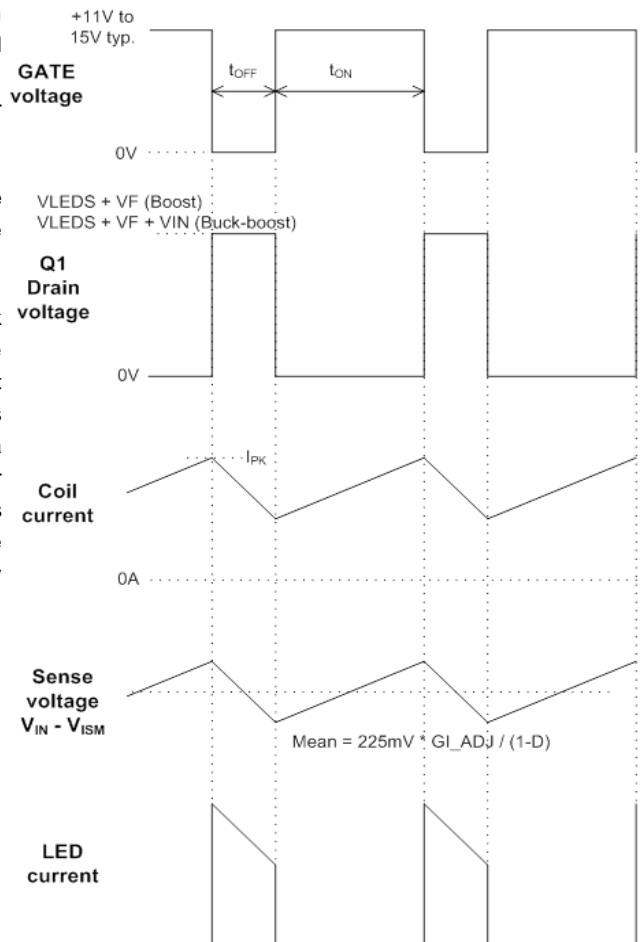 +11V to
15V typ.
GATE
voltage
tOFF
tON
0V
VLEDS + VF (Boost)
VLEDS + VF + VIN (Buck-boost)
Q1
Drain
voltage
0V
IPK
Coil
current
0A
Sense
voltage
VIN - VISM
Mean = 225mV * GI_ADJ / (1-D)
LED
current